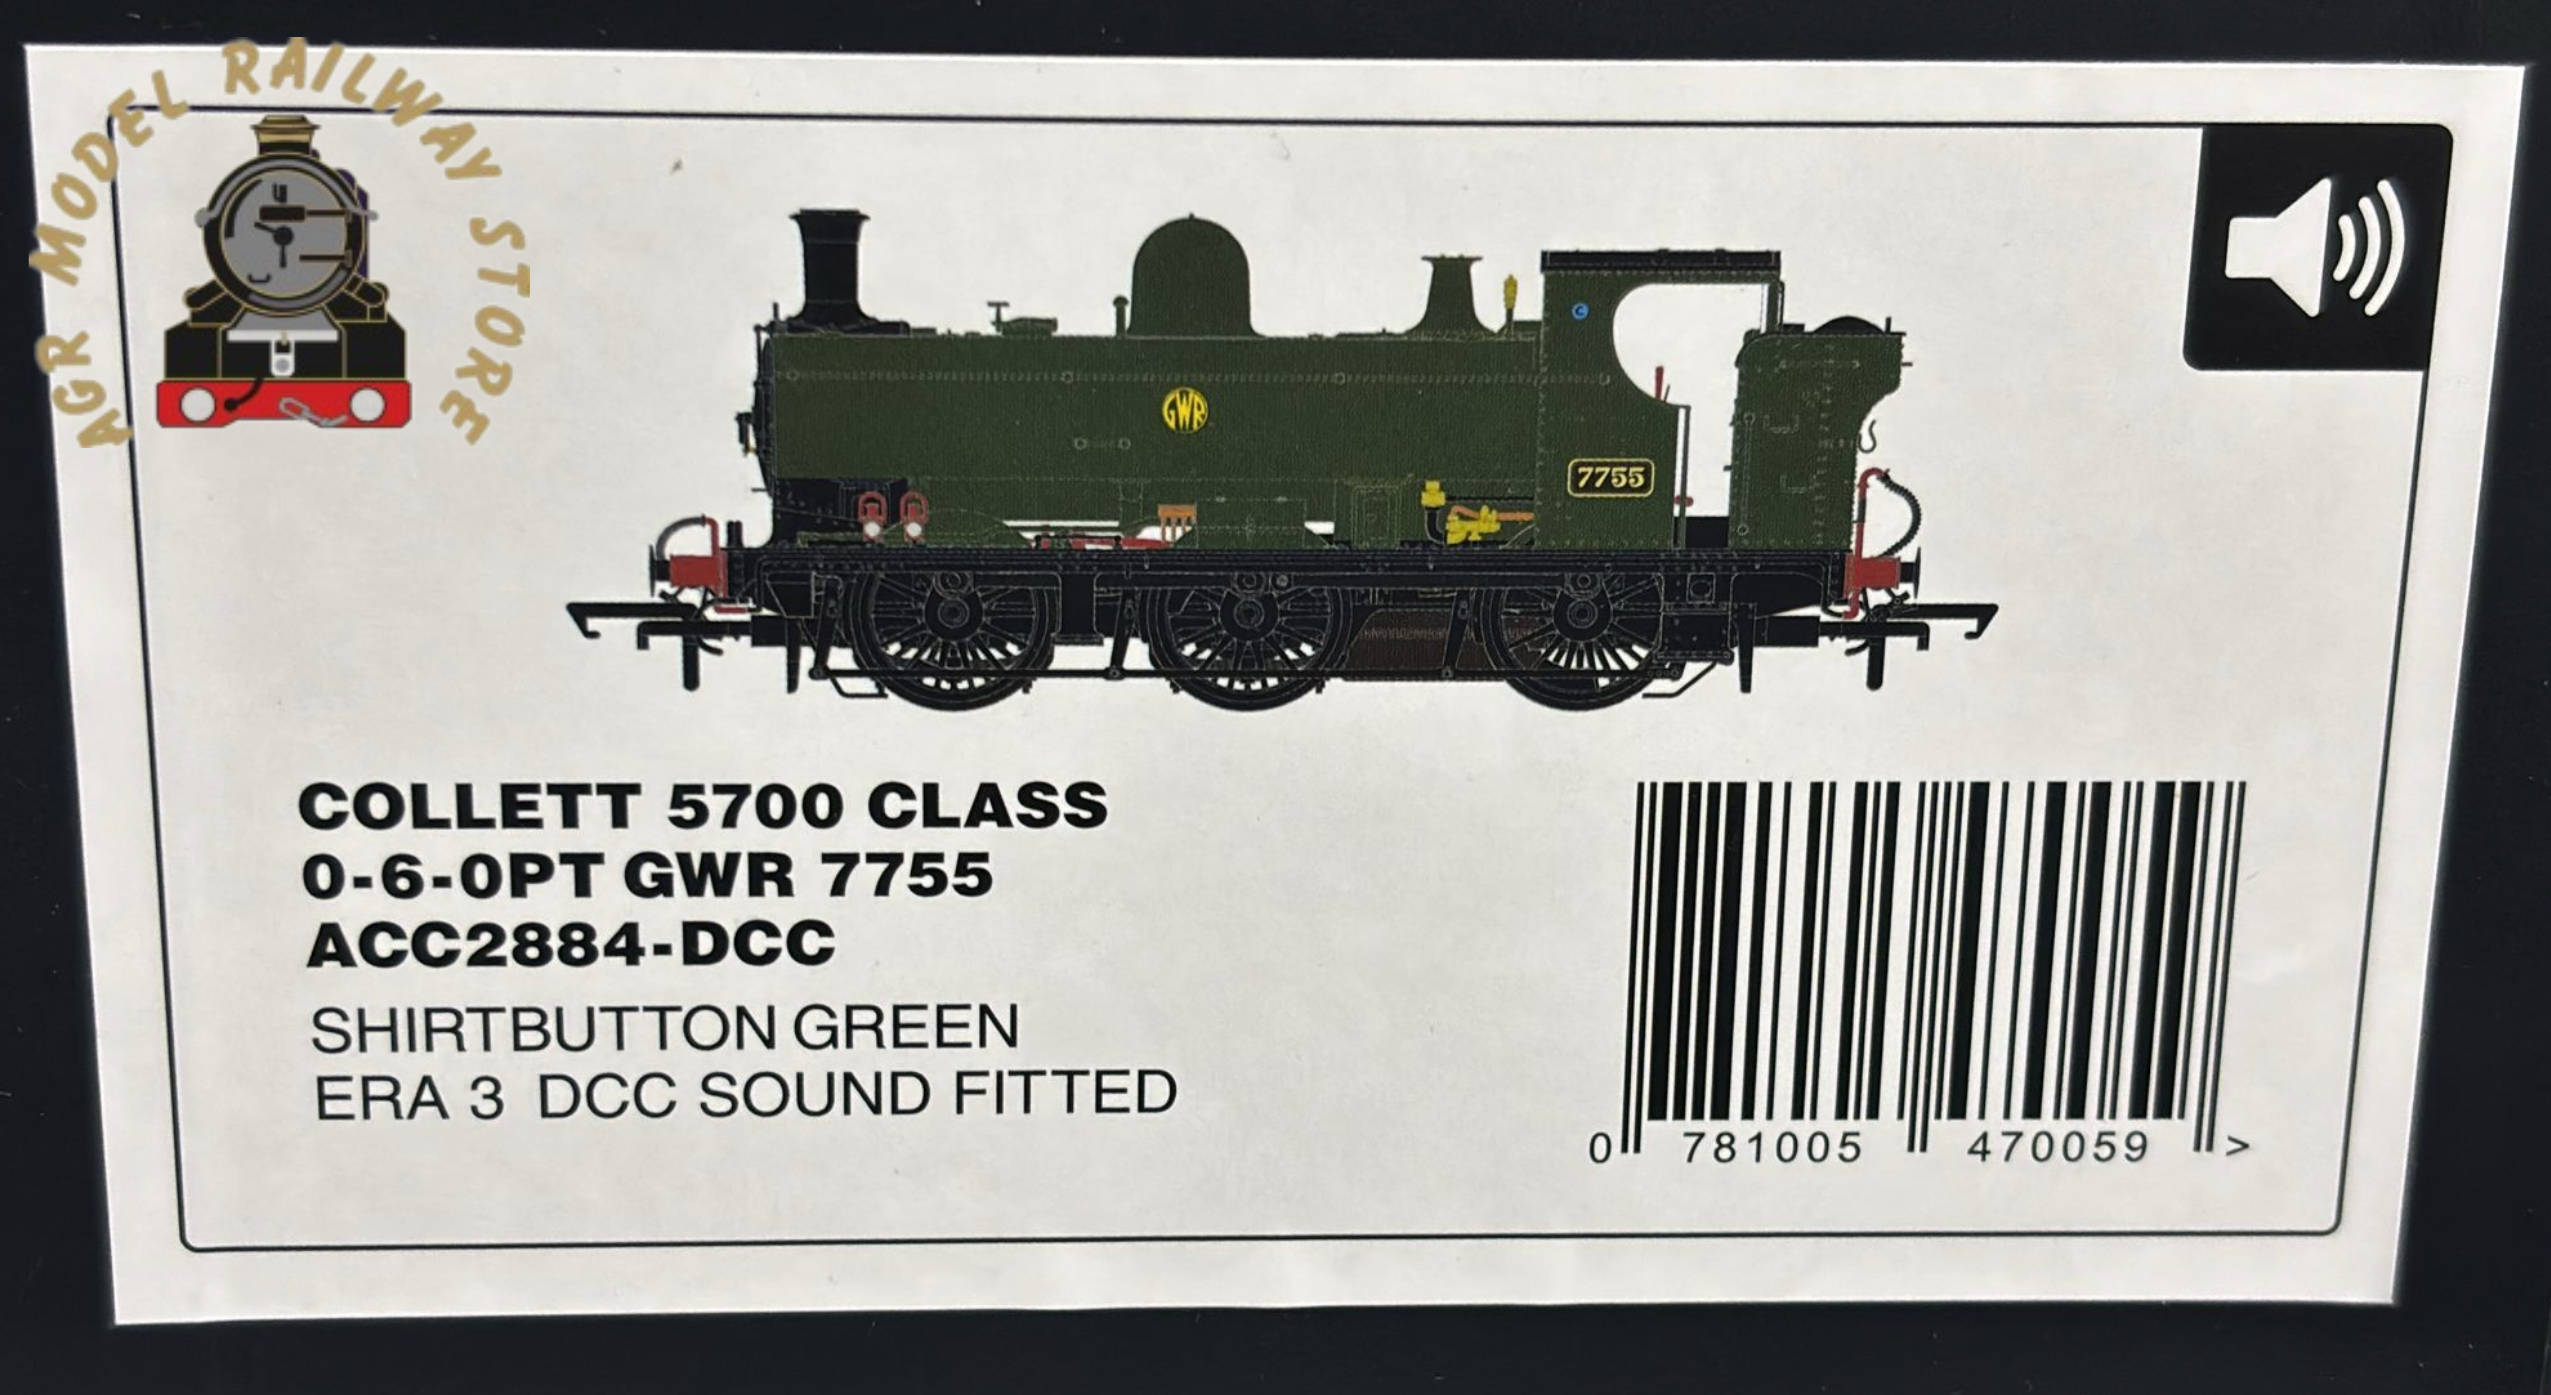 AGR MODEL RAILWAY STORE
GWR
7755
COLLETT 5700 CLASS
0-6-0PT GWR 7755
ACC2884-DCC
SHIRTBUTTON GREEN
ERA 3 DCC SOUND FITTED
0 781005 470059 >